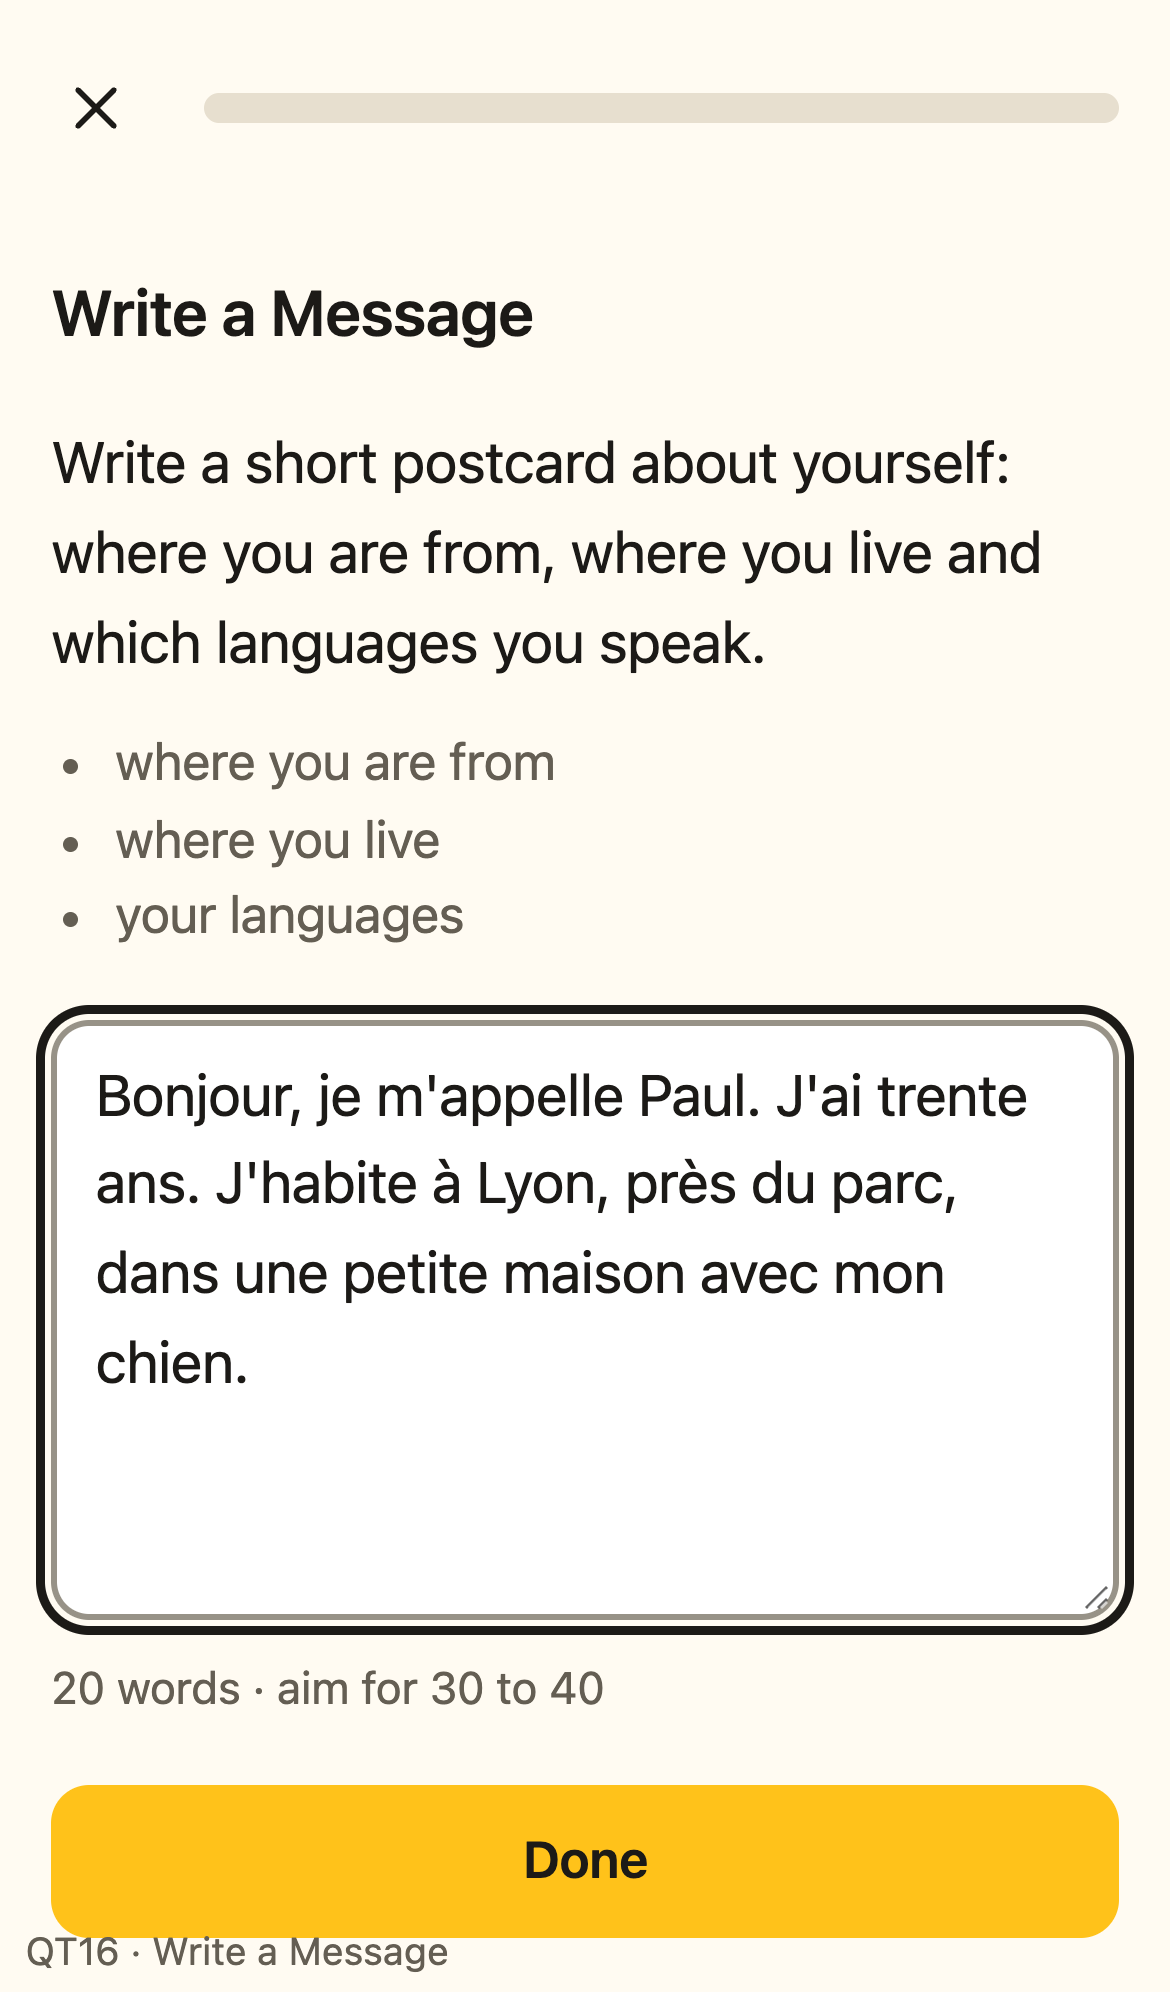 Write a Message
Write a short postcard about yourself:
where you are from, where you live and
which languages you speak.
• where you are from
• where you live
• your languages
Bonjour, je m'appelle Paul. J'ai trente
ans. J'habite à Lyon, près du parc,
dans une petite maison avec mon
chien.
20 words · aim for 30 to 40
Done
QT16 · Write a Message